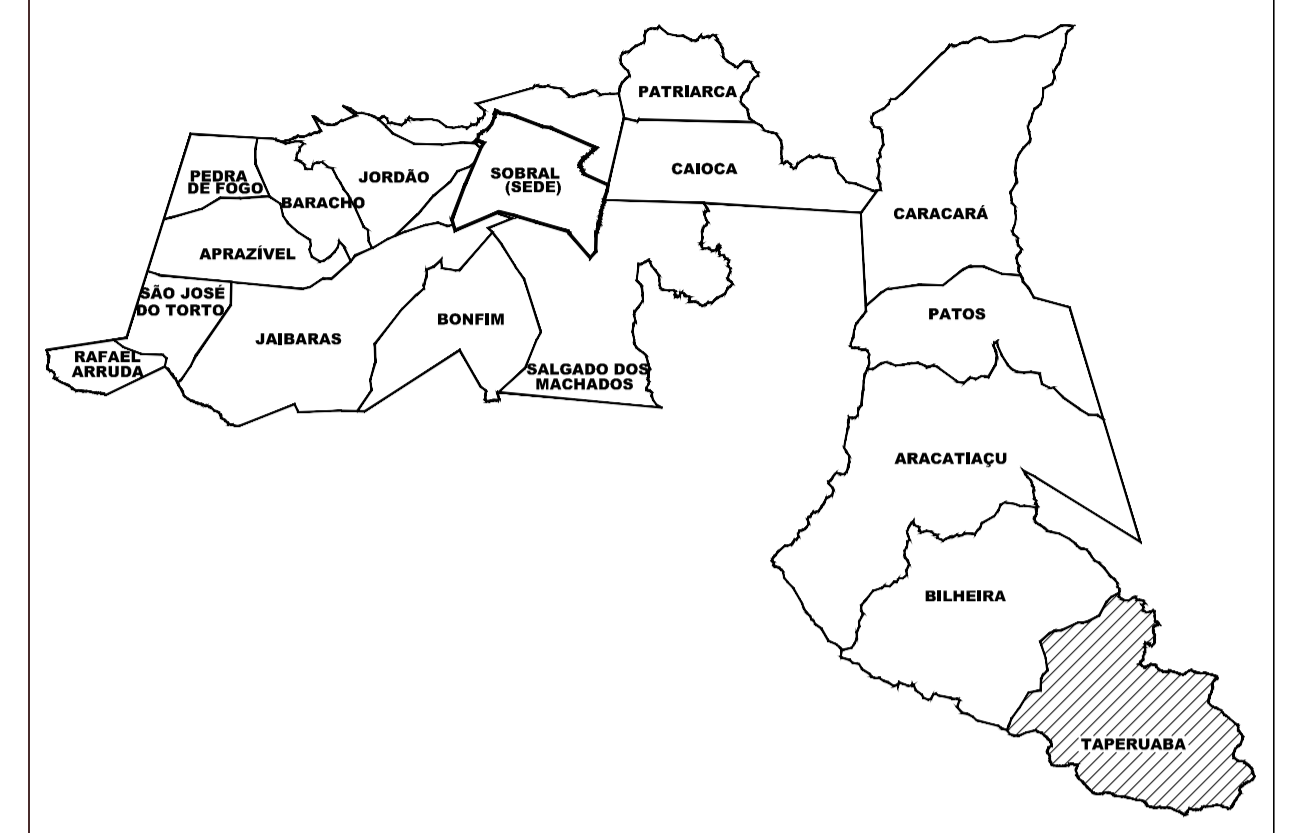 PATRIARCA
PEDRA
DE FOGO
BARACHO
JORDÃO
SOBRAL
(SEDE)
CAIOCA
CARACARÁ
APRAZÍVEL
SÃO JOSÉ
DO TORTO
JAIBARAS
BONFIM
PATOS
RAFAEL
ARRUDA
SALGADO DOS
MACHADOS
ARACATIAÇU
BILHEIRA
TAPERUABA